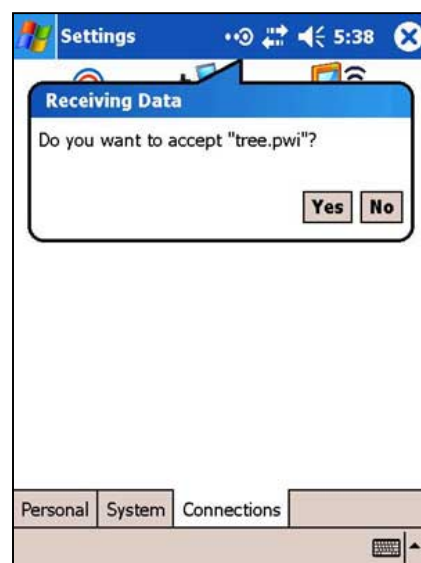 Settings 5:38
Receiving Data
Do you want to accept "tree.pwi"?
Yes No
Personal System Connections